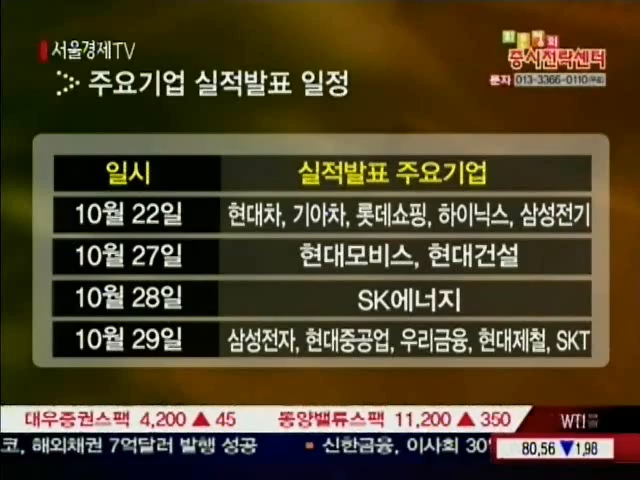 서울경제TV
주요기업 실적발표 일정
증시전략센터
문자 013-3366-0110(무료)
일시 실적발표 주요기업
10월 22일 현대차, 기아차, 롯데쇼핑, 하이닉스, 삼성전기
10월 27일 현대모비스, 현대건설
10월 28일 SK에너지
10월 29일 삼성전자, 현대중공업, 우리금융, 현대제철, SKT
대우증권스팩 4,200 ▲ 45 동양밸류스팩 11,200 ▲ 350 WTI
코, 해외채권 7억달러 발행 성공 신한금융, 이사회 30일
80,56 ▼1,98